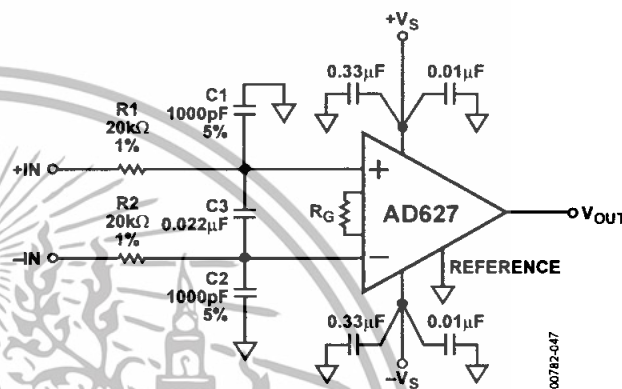 +VS
0.33µF
0.01µF
C1
1000pF
5%
R1
20kΩ
1%
+IN
+
R2
20kΩ
1%
C3
0.022µF
RG
AD627
VOUT
–IN
–
REFERENCE
C2
1000pF
5%
0.33µF
0.01µF
–VS
00782-047